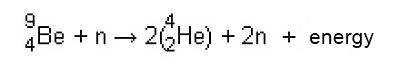 ⁹₄Be + n → 2(⁴₂He) + 2n + energy